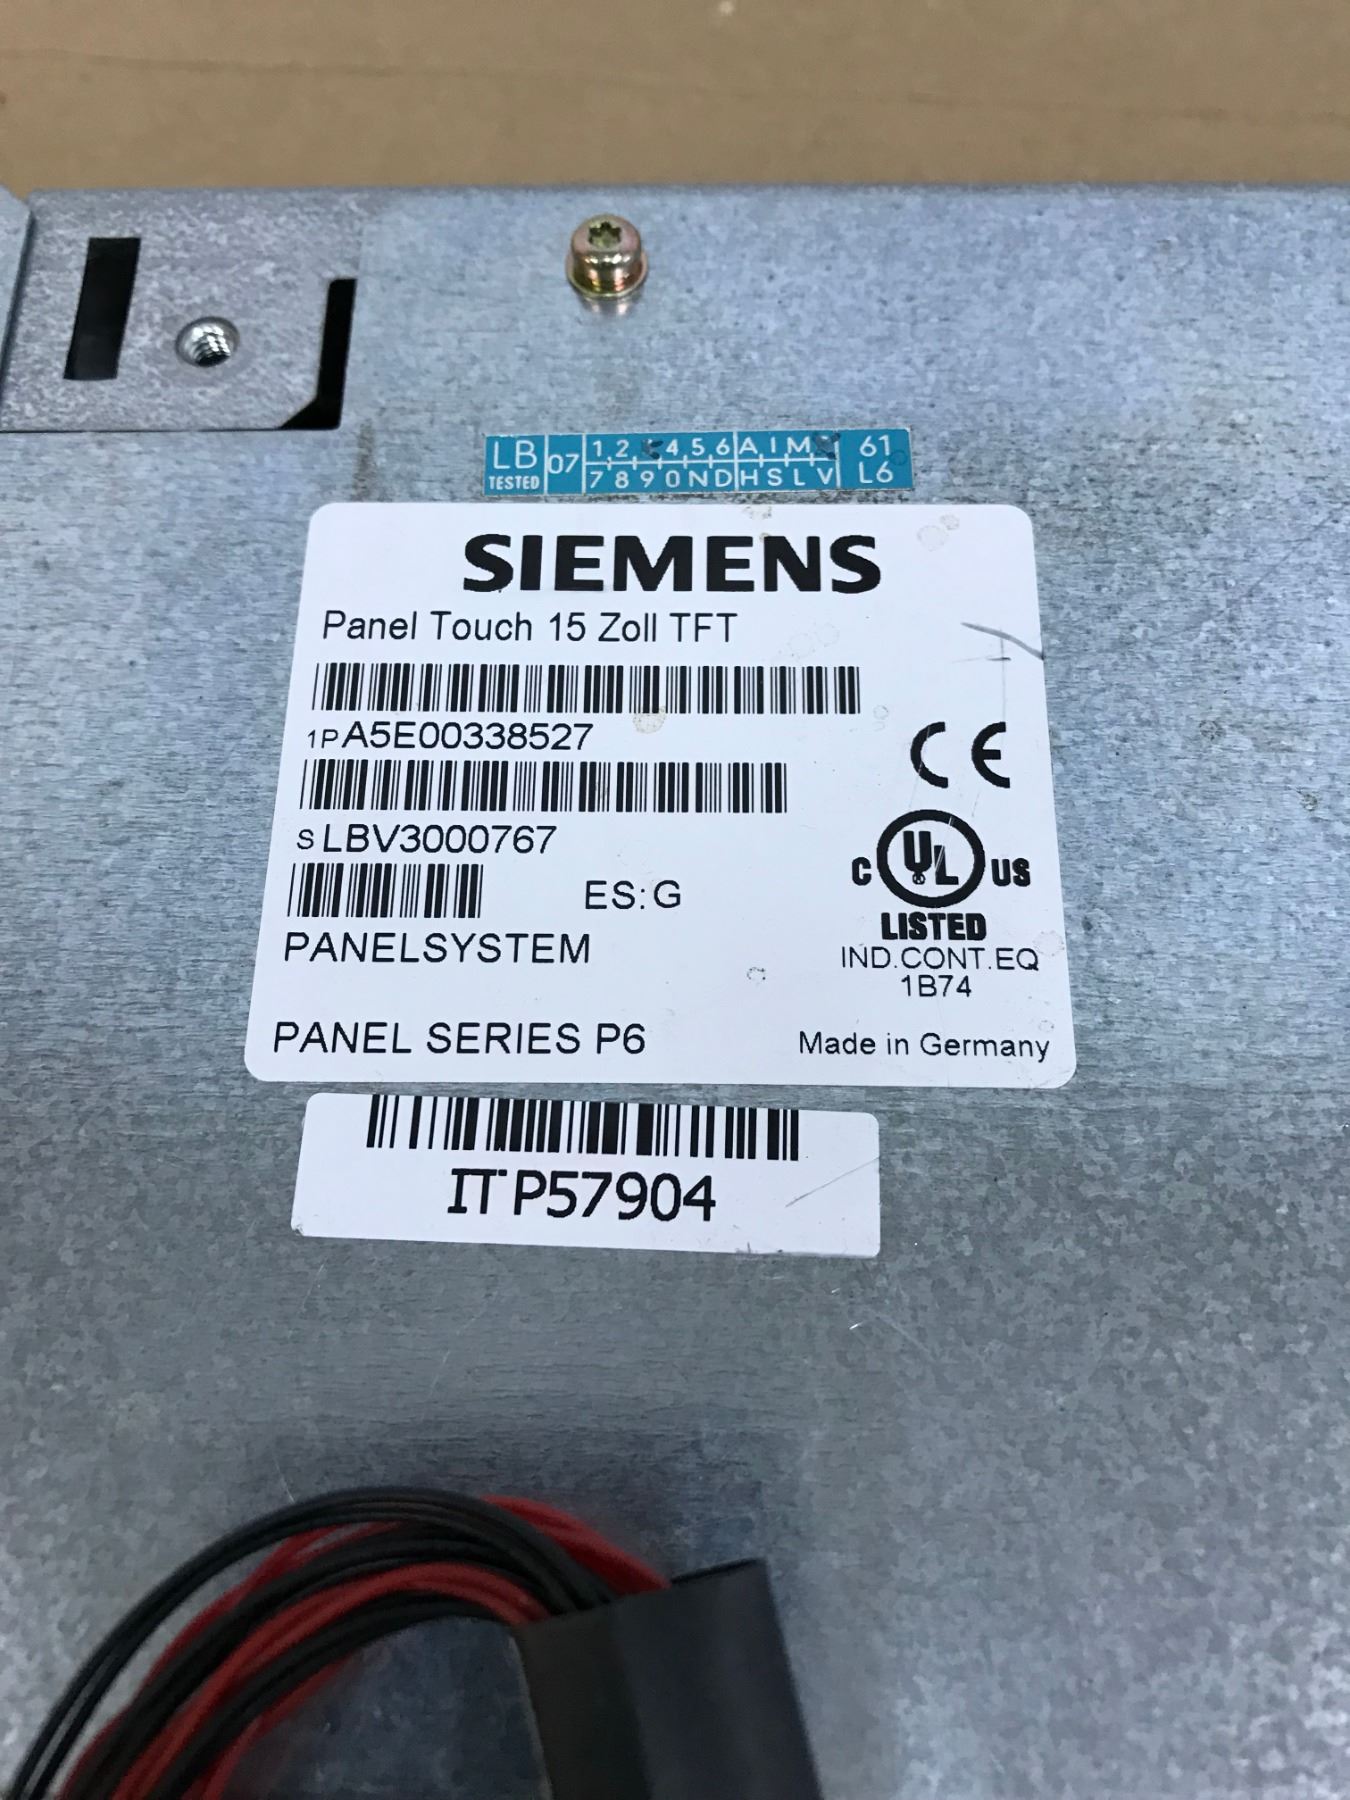 LB 07 1,2, 4,5,6 A,I,M 61
TESTED 7 8 9 0 N D H S L V L6
SIEMENS
Panel Touch 15 Zoll TFT
1P A5E00338527
S LBV3000767
ES: G
PANELSYSTEM
PANEL SERIES P6
CE
C UL US
LISTED
IND.CONT.EQ
1B74
Made in Germany
ITP57904